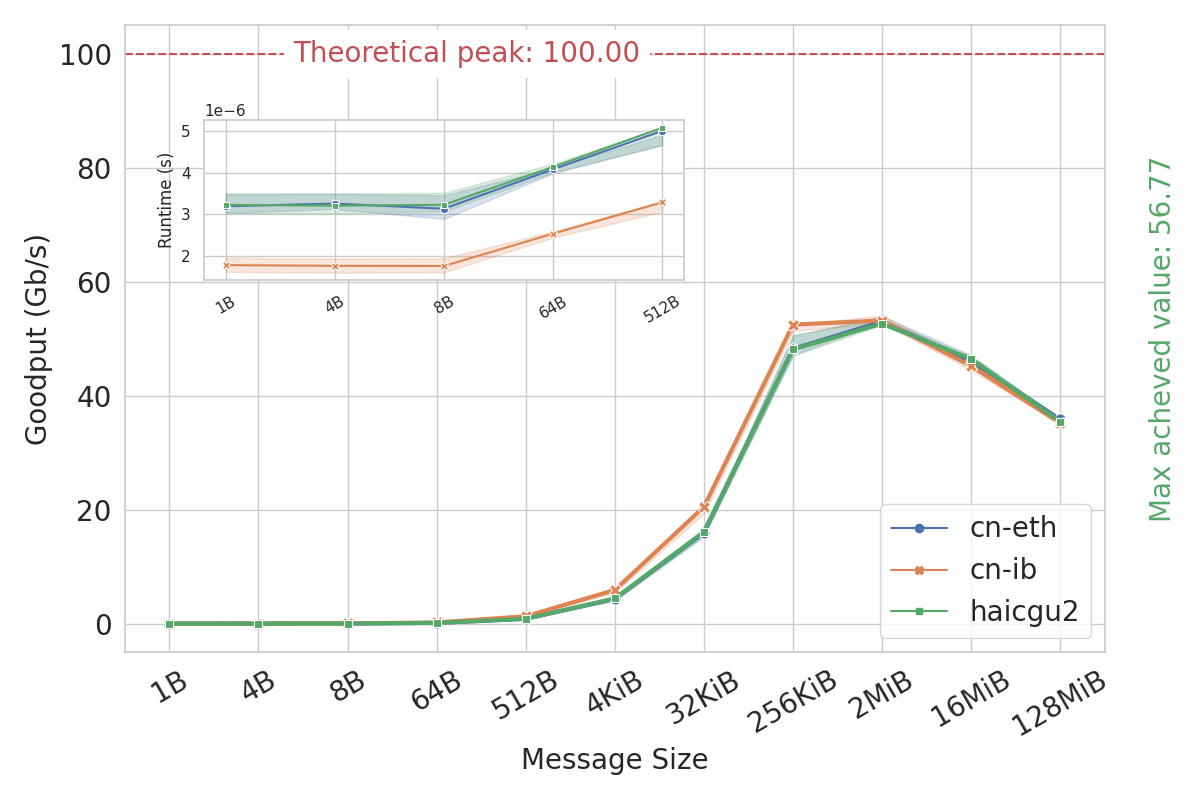 Theoretical peak: 100.00
100
80
60
40
20
0
Goodput (Gb/s)
1e−6
5
4
3
2
Runtime (s)
1B
4B
8B
64B
512B
Max acheved value: 56.77
cn-eth
cn-ib
haicgu2
1B
4B
8B
64B
512B
4KiB
32KiB
256KiB
2MiB
16MiB
128MiB
Message Size